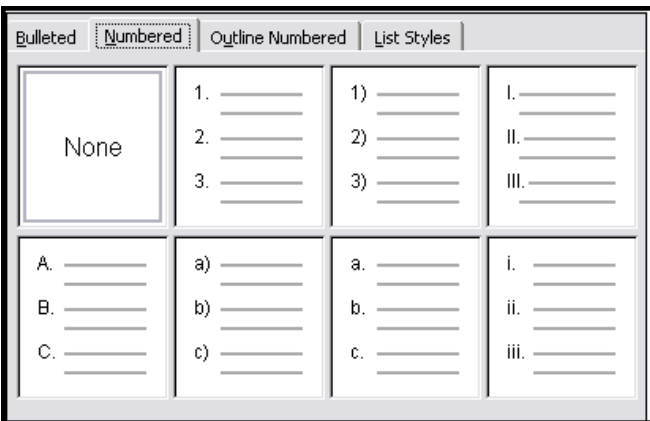 Bulleted Numbered Outline Numbered List Styles
None
1.
2.
3.
1)
2)
3)
I.
II.
III.
A.
B.
C.
a)
b)
c)
a.
b.
c.
i.
ii.
iii.